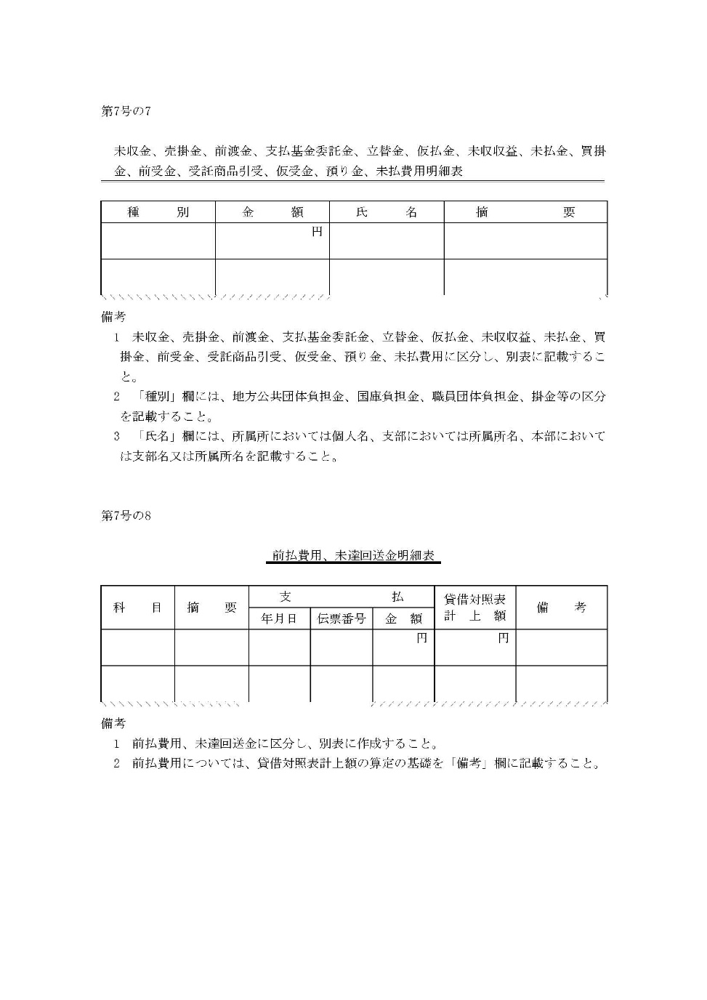 第7号の7
未収金、売掛金、前渡金、支払基金委託金、立替金、仮払金、未収収益、未払金、買掛
金、前受金、受託商品引受、仮受金、預り金、未払費用明細表
種　別　金　額　氏　名　摘　要
円
備考
1　未収金、売掛金、前渡金、支払基金委託金、立替金、仮払金、未収収益、未払金、買
掛金、前受金、受託商品引受、仮受金、預り金、未払費用に区分し、別表に記載するこ
と。
2　「種別」欄には、地方公共団体負担金、国庫負担金、職員団体負担金、掛金等の区分
を記載すること。
3　「氏名」欄には、所属所においては個人名、支部においては所属所名、本部において
は支部名又は所属所名を記載すること。
第7号の8
前払費用、未達回送金明細表
科　目　摘　要　支　払　貸借対照表
計　上　額　備　考
年月日　伝票番号　金　額
円　円
備考
1　前払費用、未達回送金に区分し、別表に作成すること。
2　前払費用については、貸借対照表計上額の算定の基礎を「備考」欄に記載すること。